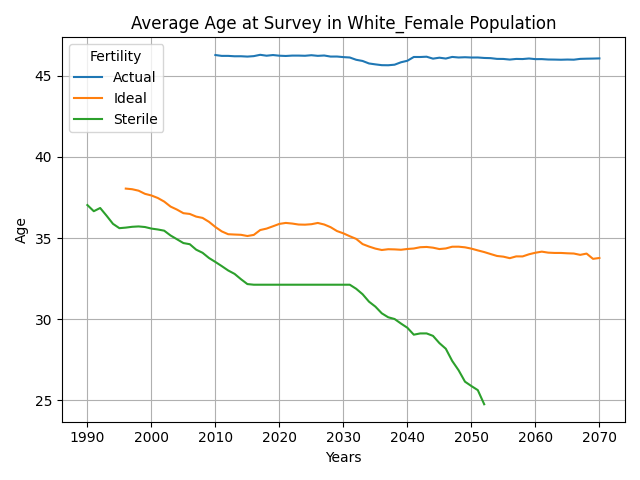 Average Age at Survey in White_Female Population
Fertility
Actual
Ideal
Sterile
Age
45
40
35
30
25
1990 2000 2010 2020 2030 2040 2050 2060 2070
Years